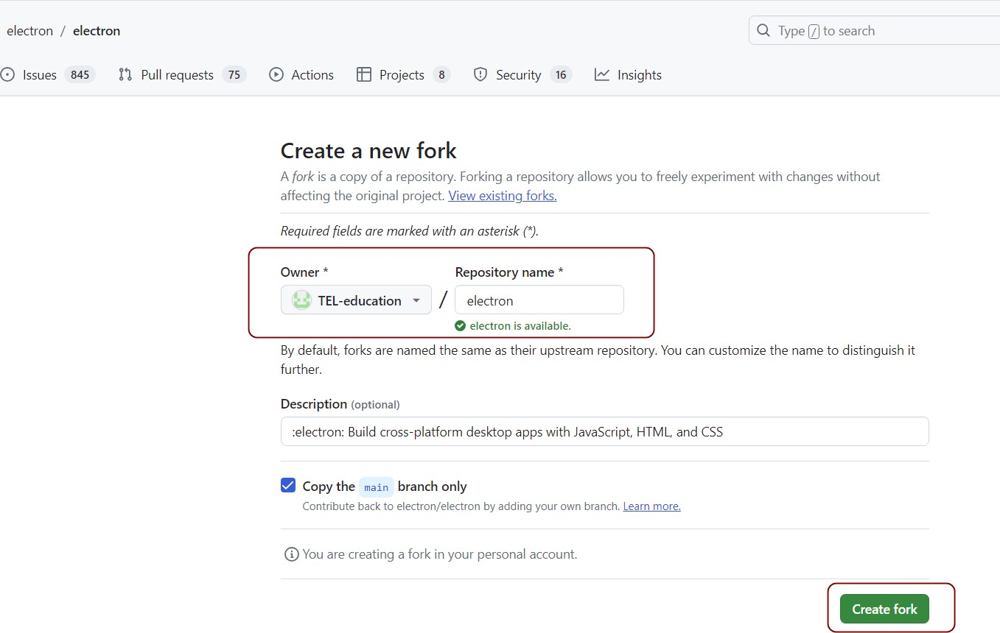 electron / electron
Type / to search
Issues 845 Pull requests 75 Actions Projects 8 Security 16 Insights
Create a new fork
A fork is a copy of a repository. Forking a repository allows you to freely experiment with changes without
affecting the original project. View existing forks.
Required fields are marked with an asterisk (*).
Owner * Repository name *
TEL-education / electron
electron is available.
By default, forks are named the same as their upstream repository. You can customize the name to distinguish it
further.
Description (optional)
:electron: Build cross-platform desktop apps with JavaScript, HTML, and CSS
Copy the main branch only
Contribute back to electron/electron by adding your own branch. Learn more.
You are creating a fork in your personal account.
Create fork